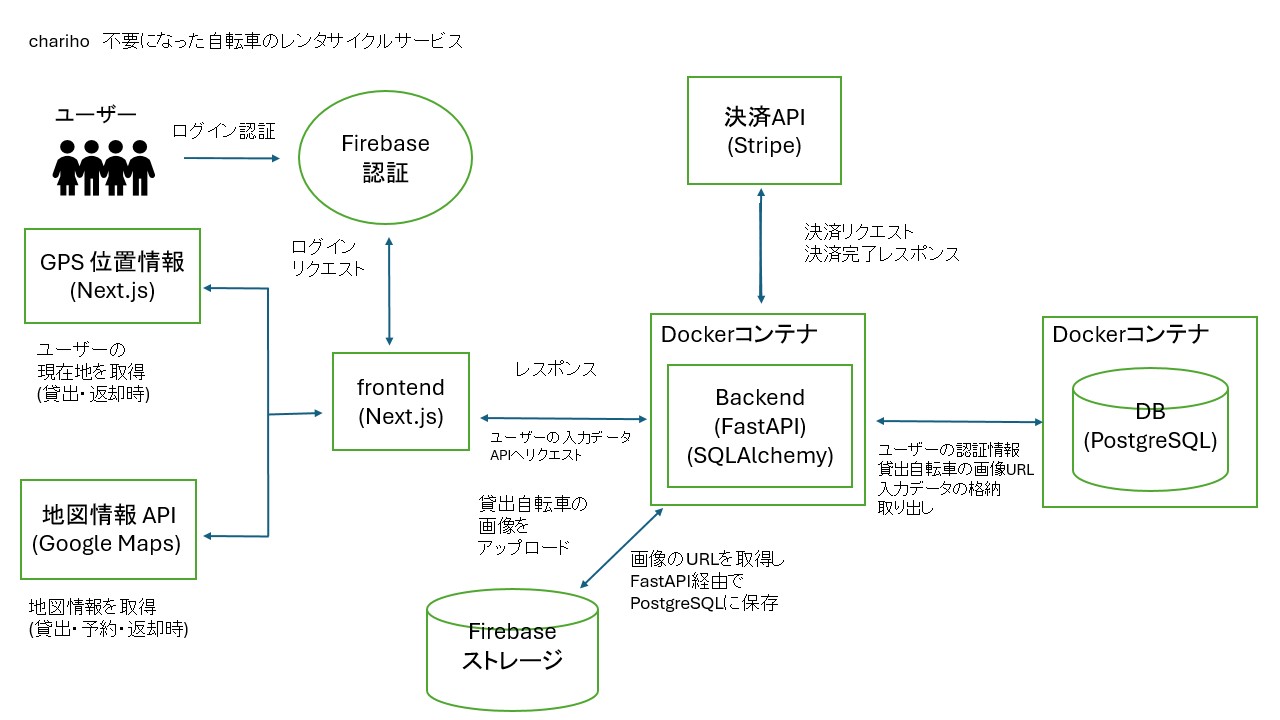 chariho 不要になった自転車のレンタサイクルサービス
ユーザー
ログイン認証
Firebase
認証
決済API
(Stripe)
GPS 位置情報
(Next.js)
ログイン
リクエスト
決済リクエスト
決済完了レスポンス
ユーザーの
現在地を取得
(貸出・返却時)
frontend
(Next.js)
レスポンス
ユーザーの入力データ
APIへリクエスト
Dockerコンテナ
Backend
(FastAPI)
(SQLAlchemy)
Dockerコンテナ
DB
(PostgreSQL)
ユーザーの認証情報
貸出自転車の画像URL
入力データの格納
取り出し
地図情報 API
(Google Maps)
地図情報を取得
(貸出・予約・返却時)
貸出自転車の
画像を
アップロード
画像のURLを取得し
FastAPI経由で
PostgreSQLに保存
Firebase
ストレージ